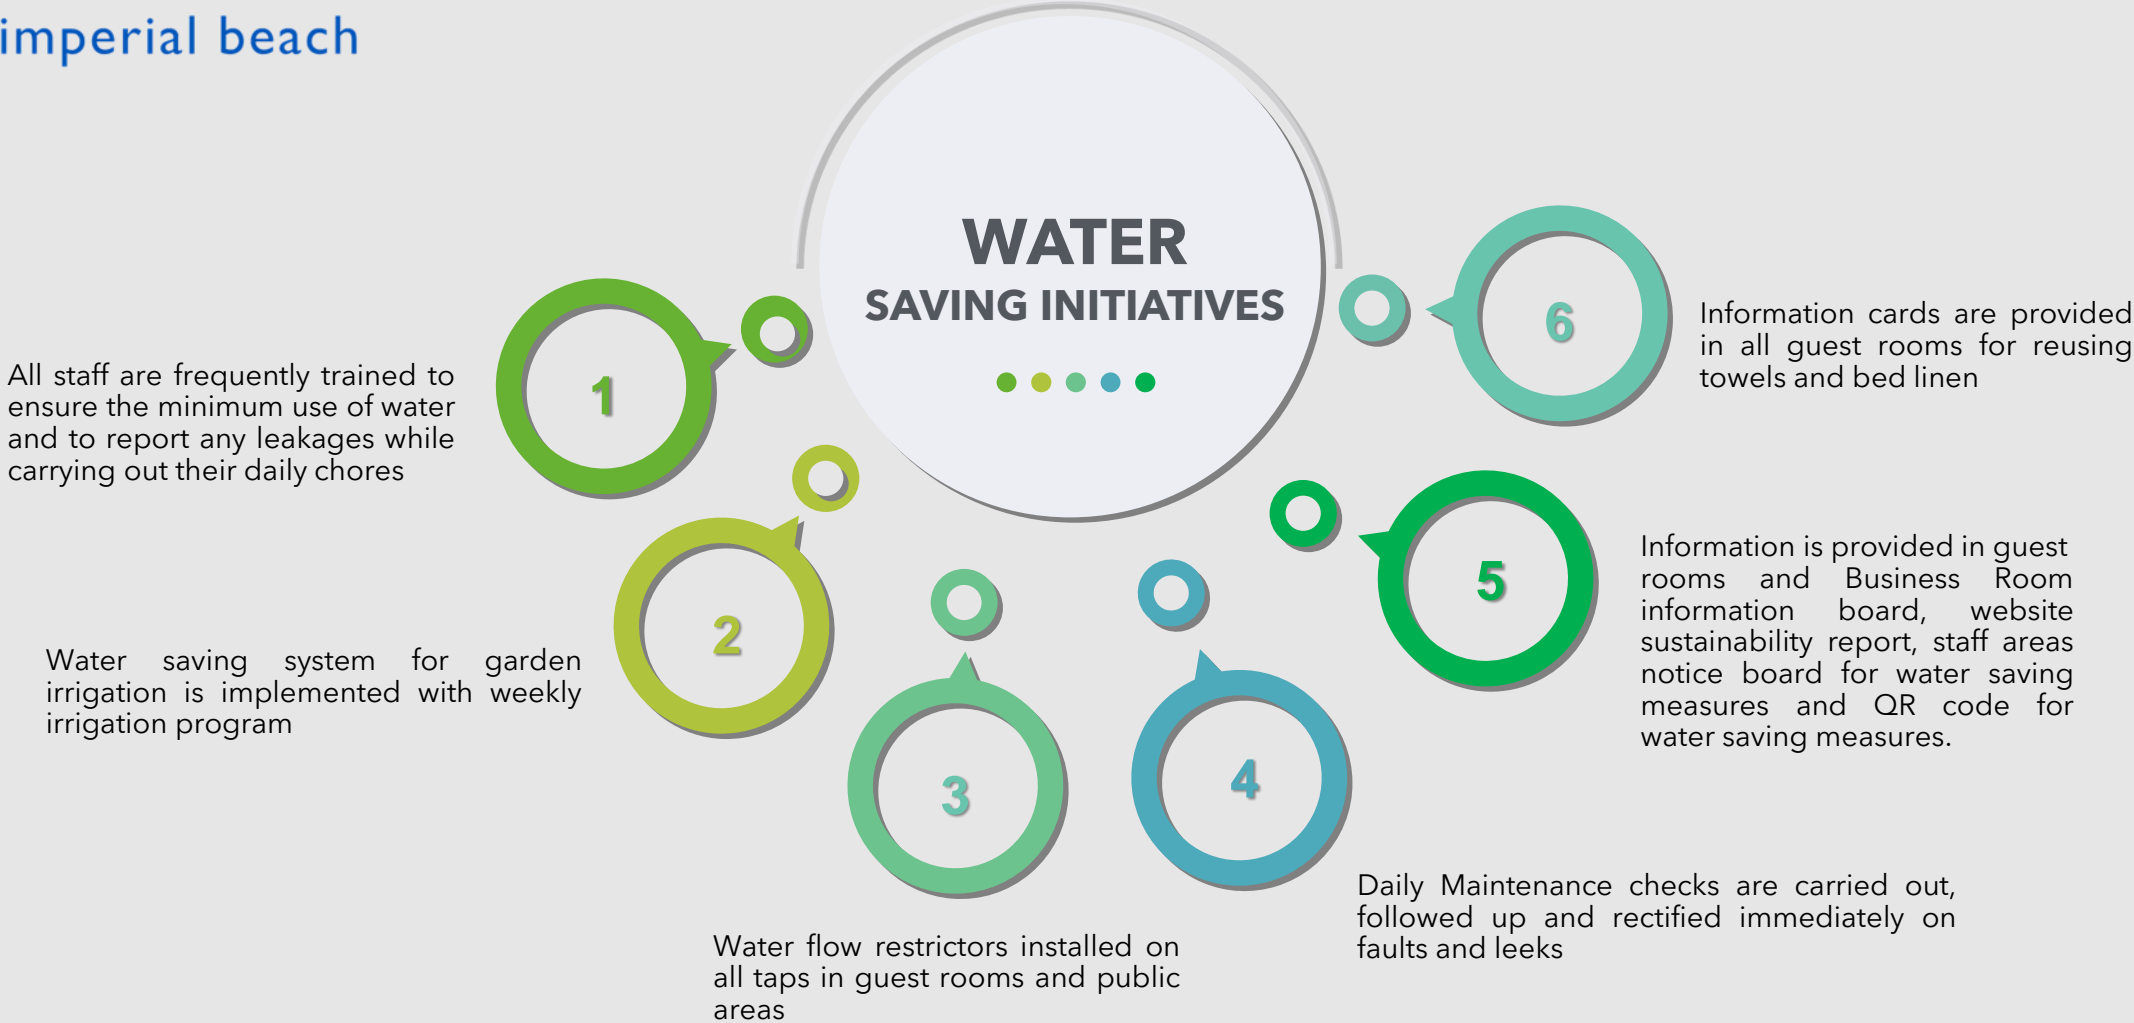 imperial beach
WATER
SAVING INITIATIVES
1
All staff are frequently trained to
ensure the minimum use of water
and to report any leakages while
carrying out their daily chores
2
Water saving system for garden
irrigation is implemented with weekly
irrigation program
3
Water flow restrictors installed on
all taps in guest rooms and public
areas
4
Daily Maintenance checks are carried out,
followed up and rectified immediately on
faults and leeks
5
Information is provided in guest
rooms and Business Room
information board, website
sustainability report, staff areas
notice board for water saving
measures and QR code for
water saving measures.
6
Information cards are provided
in all guest rooms for reusing
towels and bed linen